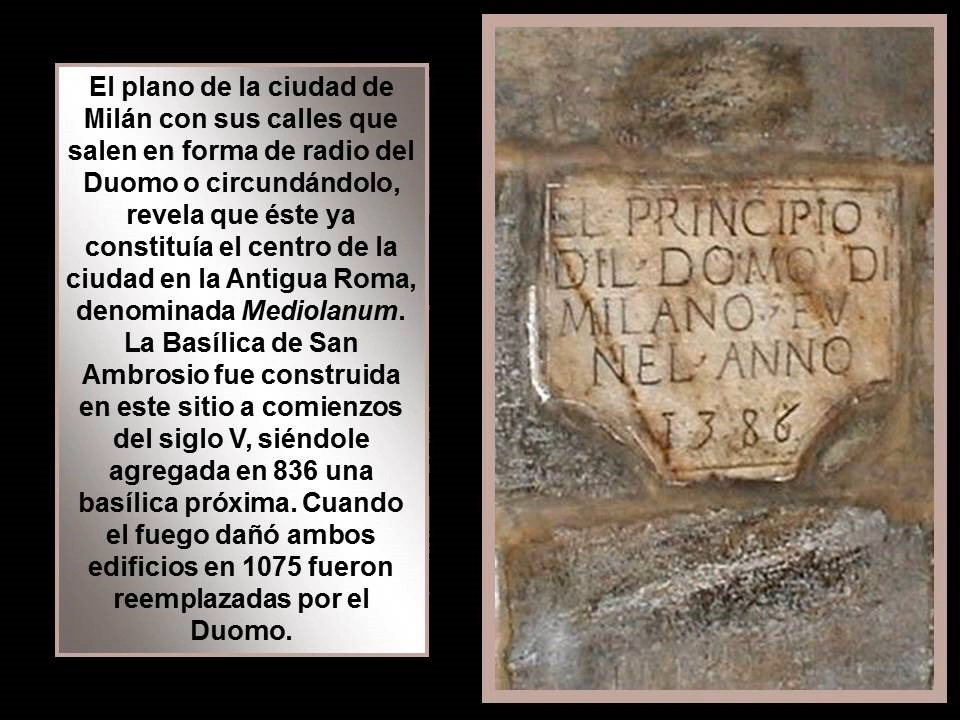 El plano de la ciudad de
Milán con sus calles que
salen en forma de radio del
Duomo o circundándolo,
revela que éste ya
constituía el centro de la
ciudad en la Antigua Roma,
denominada Mediolanum.
La Basílica de San
Ambrosio fue construida
en este sitio a comienzos
del siglo V, siéndole
agregada en 836 una
basílica próxima. Cuando
el fuego dañó ambos
edificios en 1075 fueron
reemplazadas por el
Duomo.
EL PRINCIPIO
DIL·DOMO DI
MILANO·FV
NEL·ANNO
1386